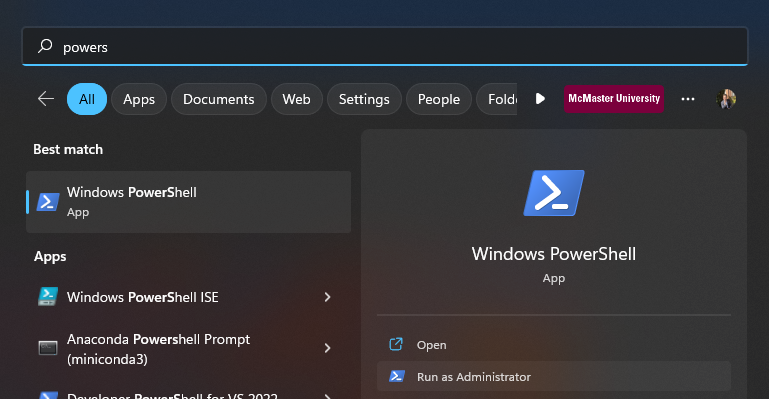 powers
All
Apps
Documents
Web
Settings
People
McMaster University
Best match
Windows PowerShell
App
Apps
Windows PowerShell ISE
Anaconda Powershell Prompt
(miniconda3)
Developer PowerShell for VS 2022
Windows PowerShell
App
Open
Run as Administrator